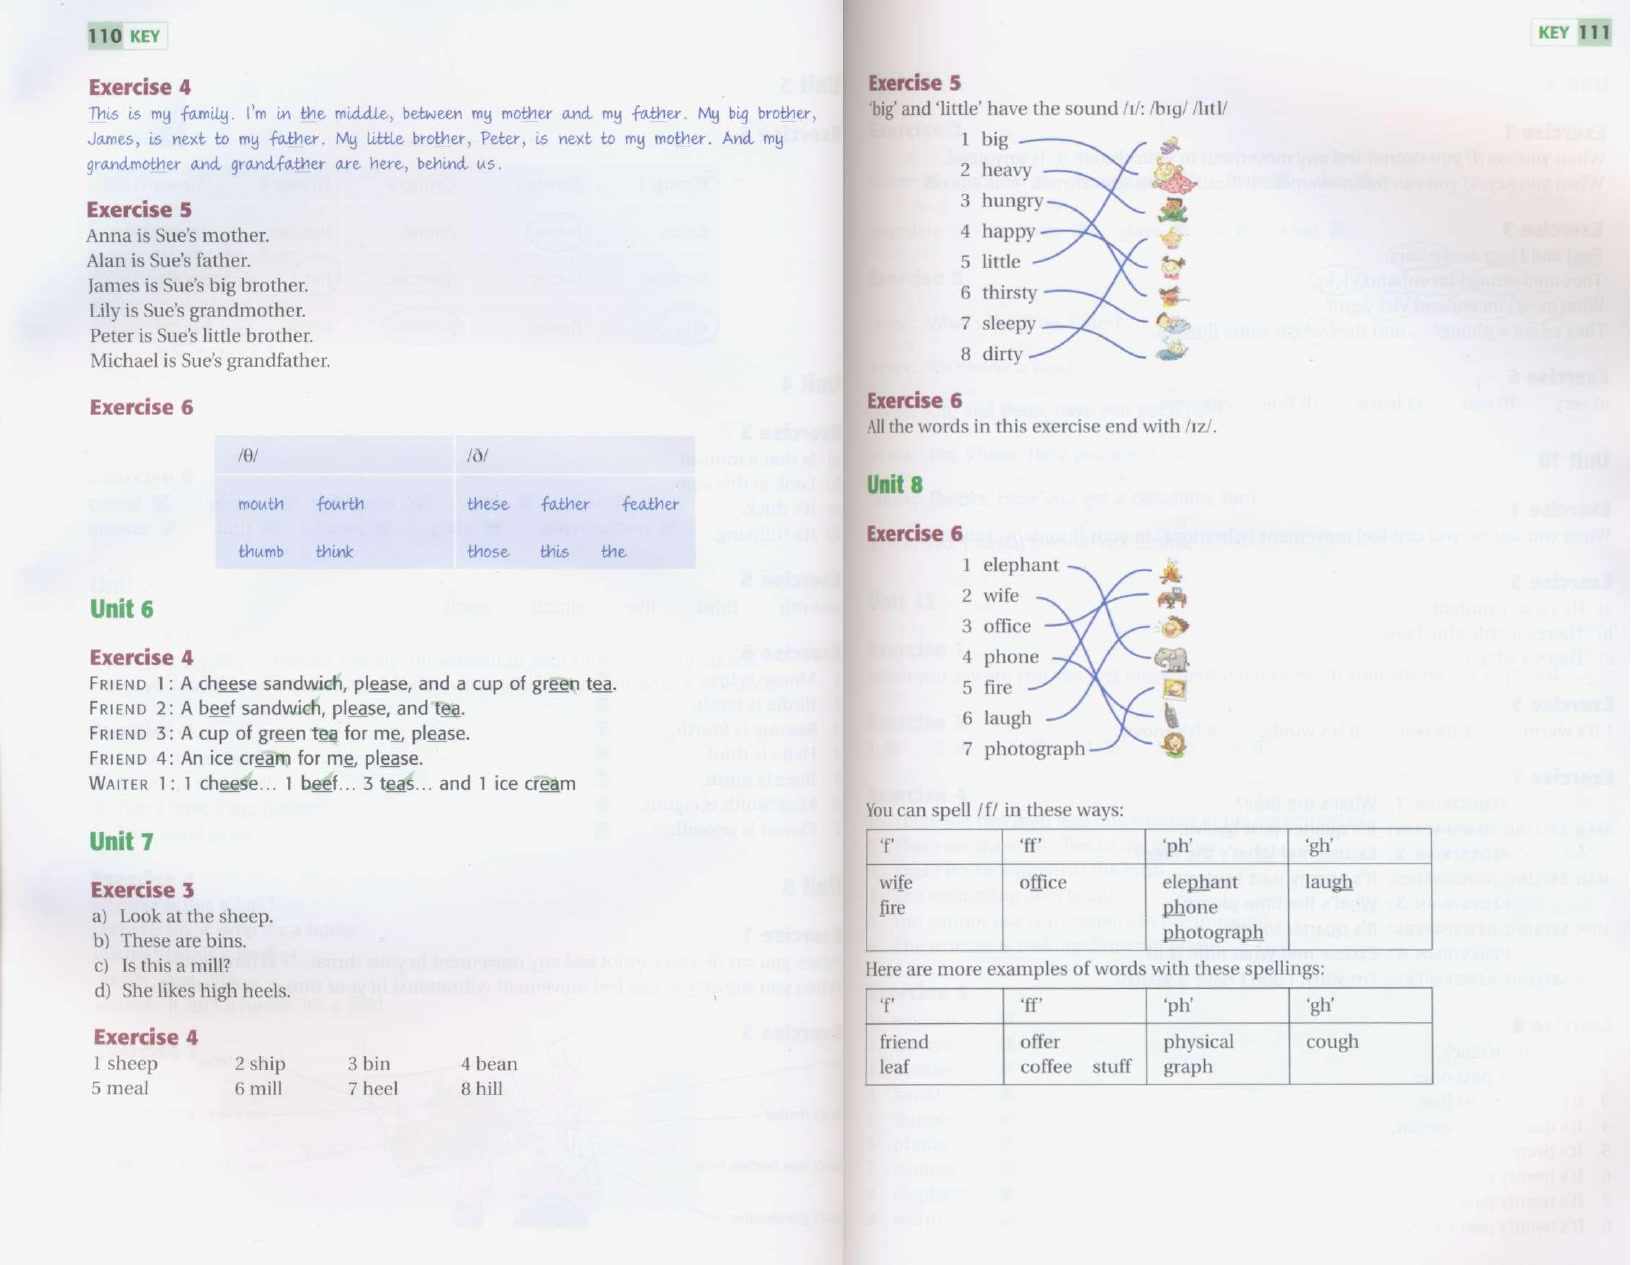 110 KEY
Exercise 4
This is my family. I'm in the middle, between my mother and my father. My big brother,
James, is next to my father. My little brother, Peter, is next to my mother. And my
grandmother and grandfather are here, behind us.
Exercise 5
Anna is Sue's mother.
Alan is Sue's father.
James is Sue's big brother.
Lily is Sue's grandmother.
Peter is Sue's little brother.
Michael is Sue's grandfather.
Exercise 6
/θ/ /ð/
mouth fourth these father feather
thumb think those this the
Unit 6
Exercise 4
FRIEND 1: A cheese sandwich, please, and a cup of green tea.
FRIEND 2: A beef sandwich, please, and tea.
FRIEND 3: A cup of green tea for me, please.
FRIEND 4: An ice cream for me, please.
WAITER 1: 1 cheese... 1 beef... 3 teas... and 1 ice cream
Unit 7
Exercise 3
a) Look at the sheep.
b) These are bins.
c) Is this a mill?
d) She likes high heels.
Exercise 4
1 sheep 2 ship 3 bin 4 bean
5 meal 6 mill 7 heel 8 hill
KEY 111
Exercise 5
'big' and 'little' have the sound /ɪ/: /bɪg/ /lɪtl/
1 big
2 heavy
3 hungry
4 happy
5 little
6 thirsty
7 sleepy
8 dirty
Exercise 6
All the words in this exercise end with /ɪz/.
Unit 8
Exercise 6
1 elephant
2 wife
3 office
4 phone
5 fire
6 laugh
7 photograph
You can spell /f/ in these ways:
'f' 'ff' 'ph' 'gh'
wife office elephant laugh
fire phone
photograph
Here are more examples of words with these spellings:
'f' 'ff' 'ph' 'gh'
friend offer physical cough
leaf coffee stuff graph